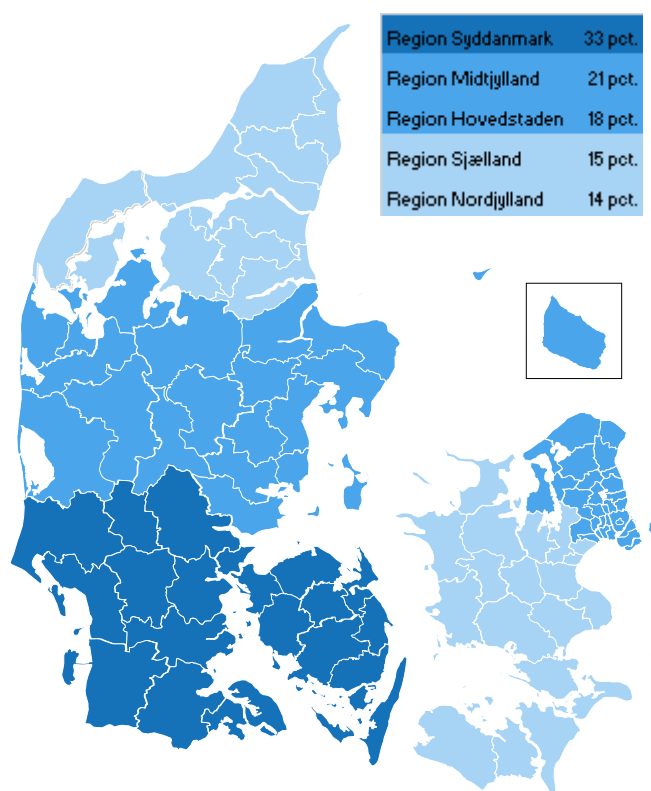 Region Syddanmark 33 pct.
Region Midtjylland 21 pct.
Region Hovedstaden 18 pct.
Region Sjælland 15 pct.
Region Nordjylland 14 pct.